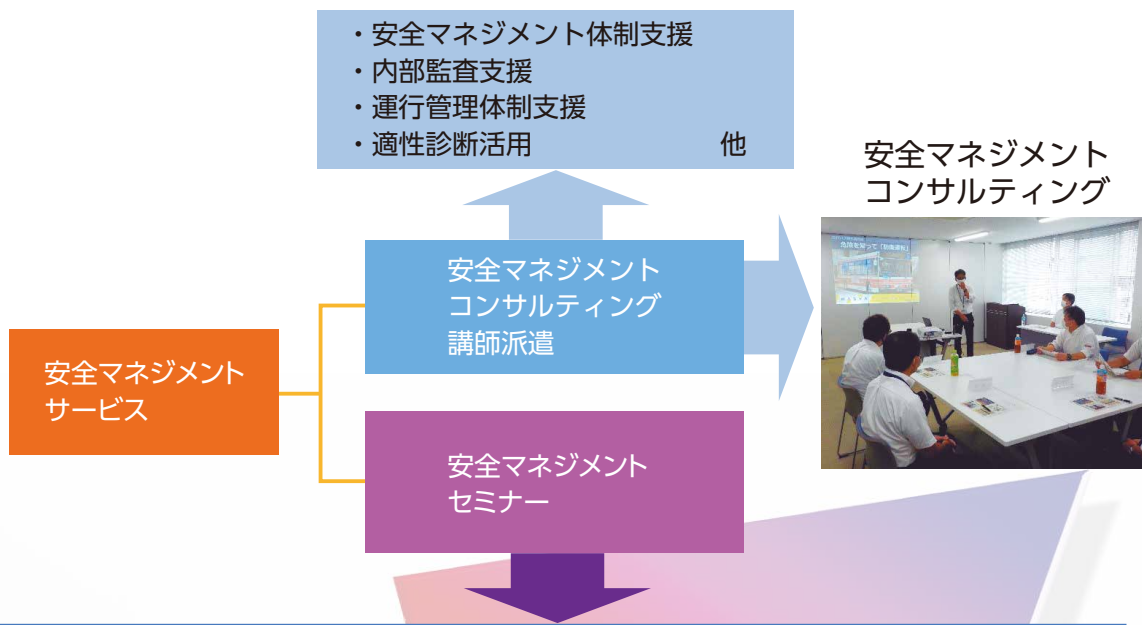 ・安全マネジメント体制支援
・内部監査支援
・運行管理体制支援
・適性診断活用 他
安全マネジメント
コンサルティング
安全マネジメント
コンサルティング
講師派遣
安全マネジメント
サービス
安全マネジメント
セミナー